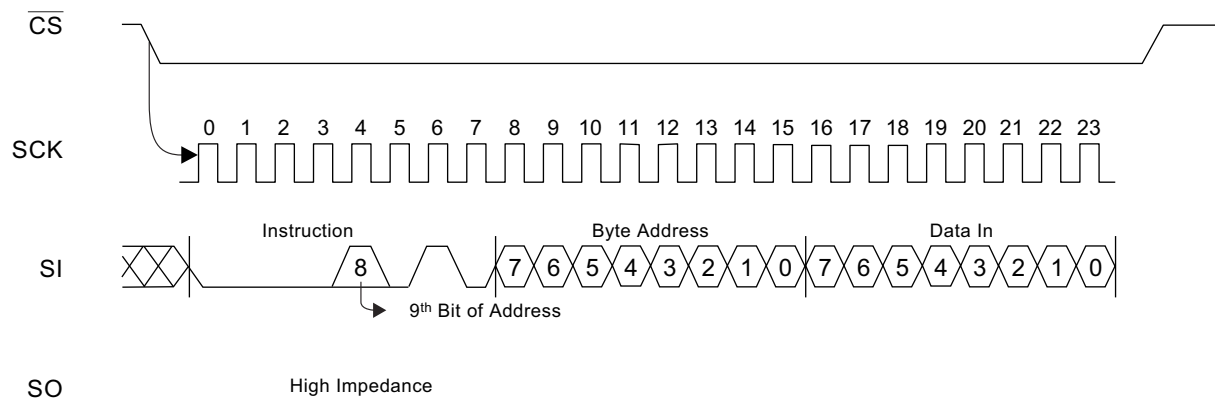 CS
0 1 2 3 4 5 6 7 8 9 10 11 12 13 14 15 16 17 18 19 20 21 22 23
SCK
Instruction Byte Address Data In
SI 8 7 6 5 4 3 2 1 0 7 6 5 4 3 2 1 0
9th Bit of Address
SO High Impedance